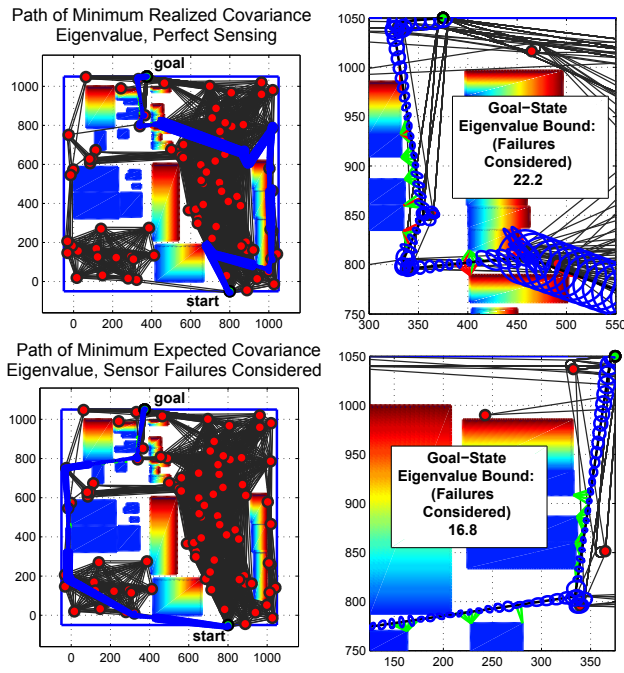 Path of Minimum Realized Covariance
Eigenvalue, Perfect Sensing
goal
1000
800
600
400
200
0
start
0 200 400 600 800 1000
1050
1000
950
900
850
800
750
300 350 400 450 500 550
Goal−State
Eigenvalue Bound:
(Failures
Considered)
22.2
Path of Minimum Expected Covariance
Eigenvalue, Sensor Failures Considered
goal
1000
800
600
400
200
0
start
0 200 400 600 800 1000
1050
1000
950
900
850
800
750
150 200 250 300 350
Goal−State
Eigenvalue Bound:
(Failures
Considered)
16.8